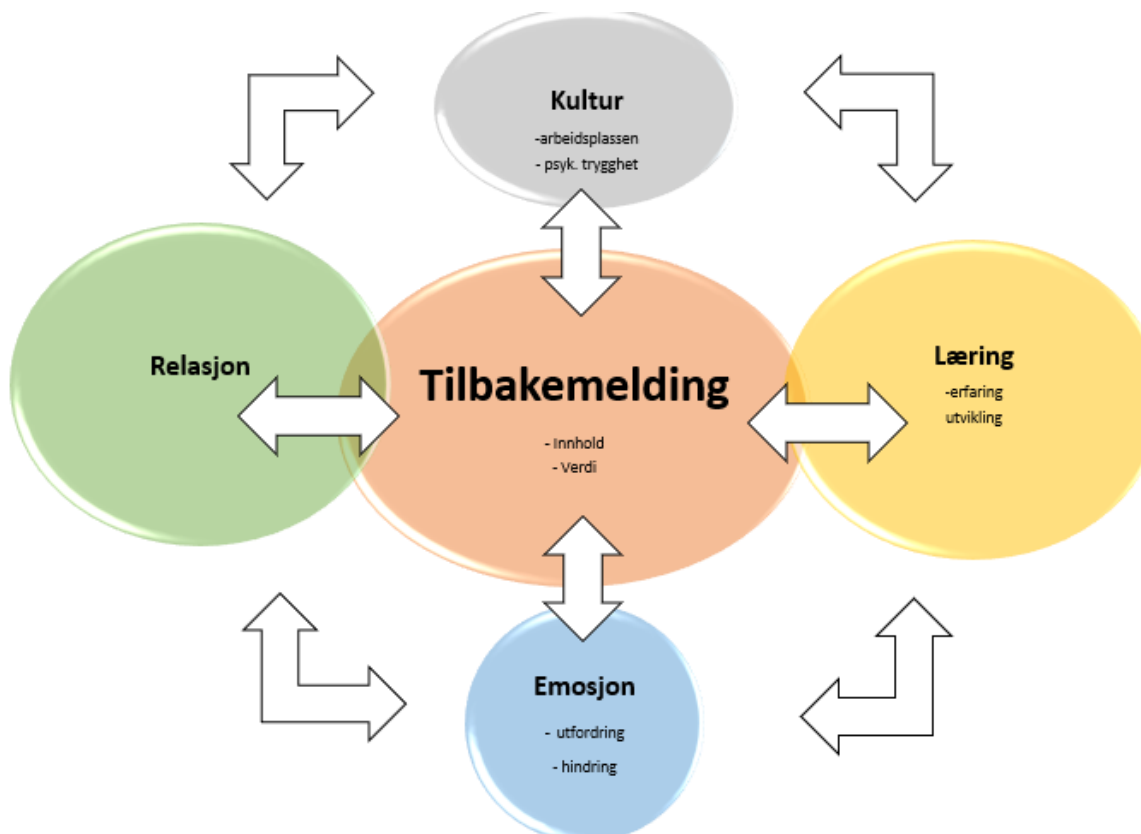 Kultur
-arbeidsplassen
- psyk. trygghet
Relasjon
Tilbakemelding
- Innhold
- Verdi
Læring
-erfaring
utvikling
Emosjon
- utfordring
- hindring